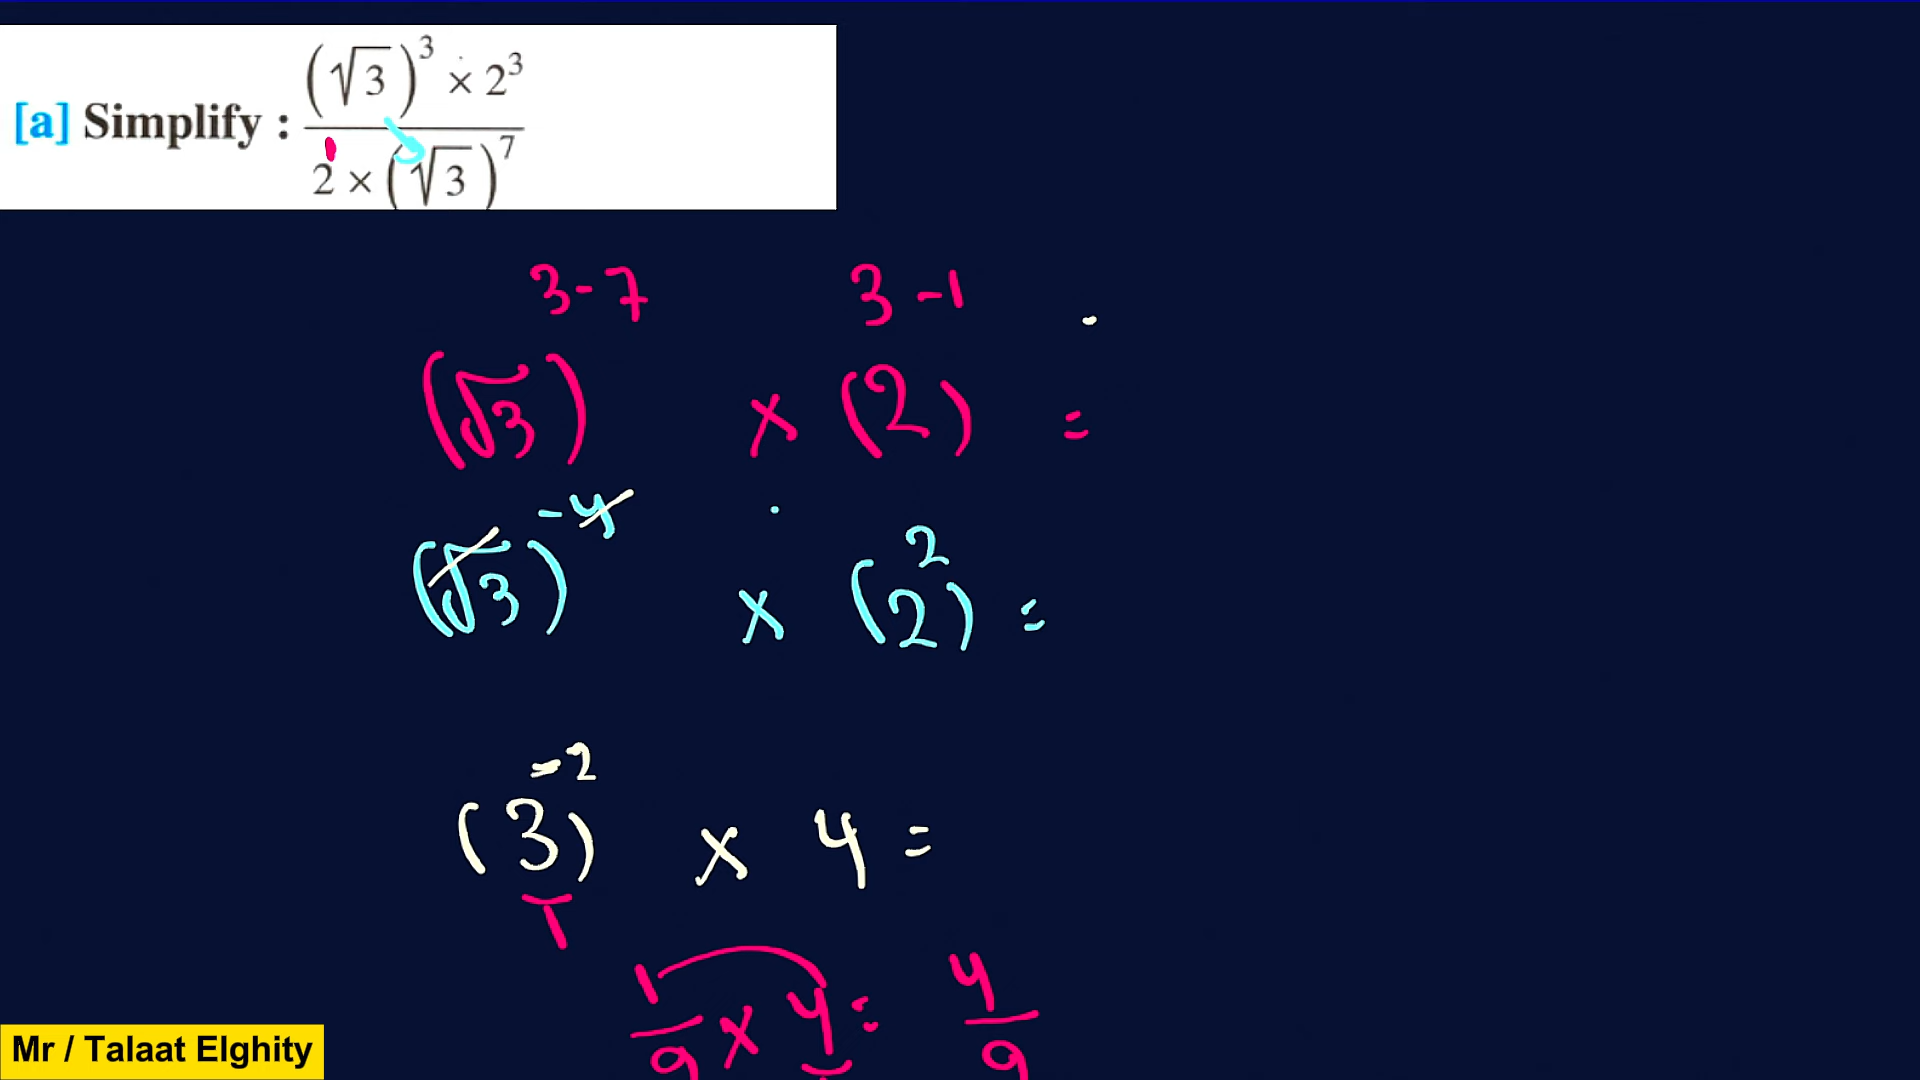 [a] Simplify : (√3)³ × 2³ / 2 × (√3)⁷
(√3)³⁻⁷ × (2)³⁻¹ =
(√3)⁻⁴ × (2)² =
(3)⁻² × 4 =
1
1/9 × 4 = 4/9
Mr / Talaat Elghity